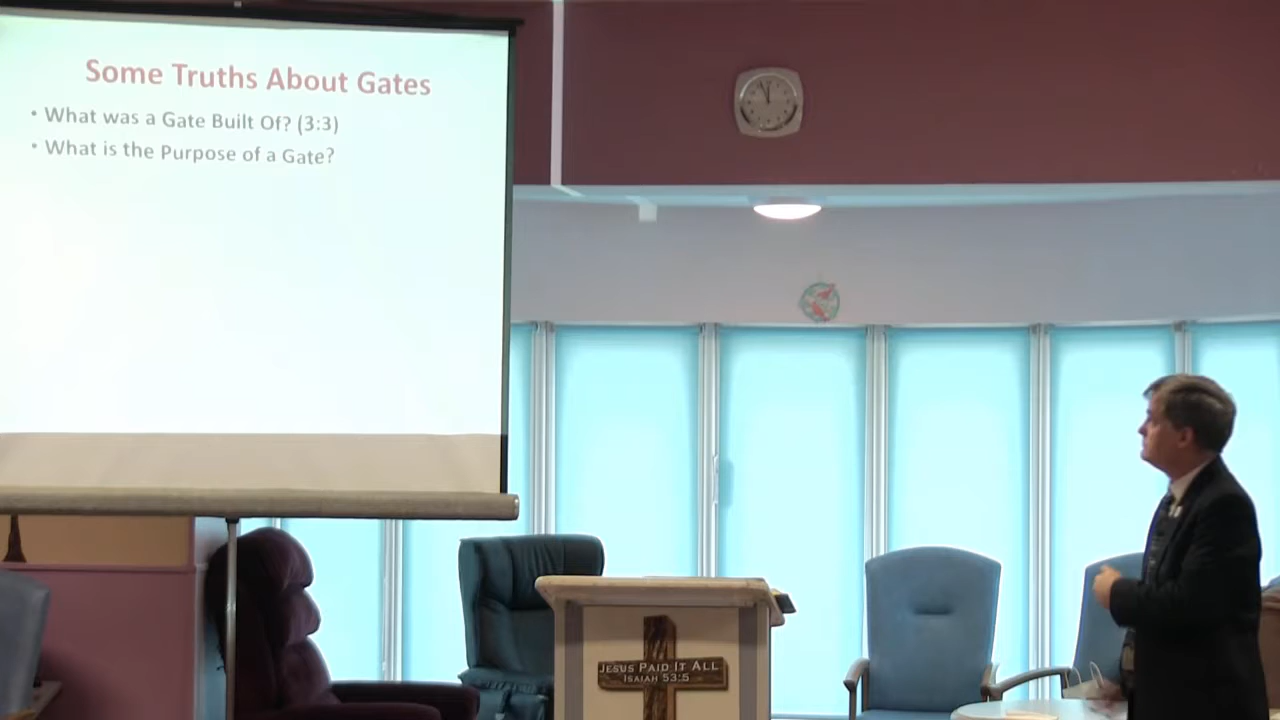 Some Truths About Gates
• What was a Gate Built Of? (3:3)
• What is the Purpose of a Gate?
JESUS PAID IT ALL
ISAIAH 53:5